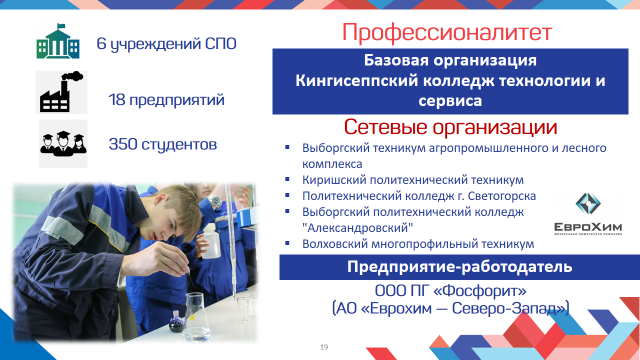 6 учреждений СПО
18 предприятий
350 студентов
Профессионалитет
Базовая организация
Кингисеппский колледж технологии и
сервиса
Сетевые организации
▪ Выборгский техникум агропромышленного и лесного
комплекса
▪ Киришский политехнический техникум
▪ Политехнический колледж г. Светогорска
▪ Выборгский политехнический колледж
"Александровский"
▪ Волховский многопрофильный техникум
ЕВРОХИМ
Предприятие-работодатель
ООО ПГ «Фосфорит»
(АО «Еврохим — Северо-Запад»)
19